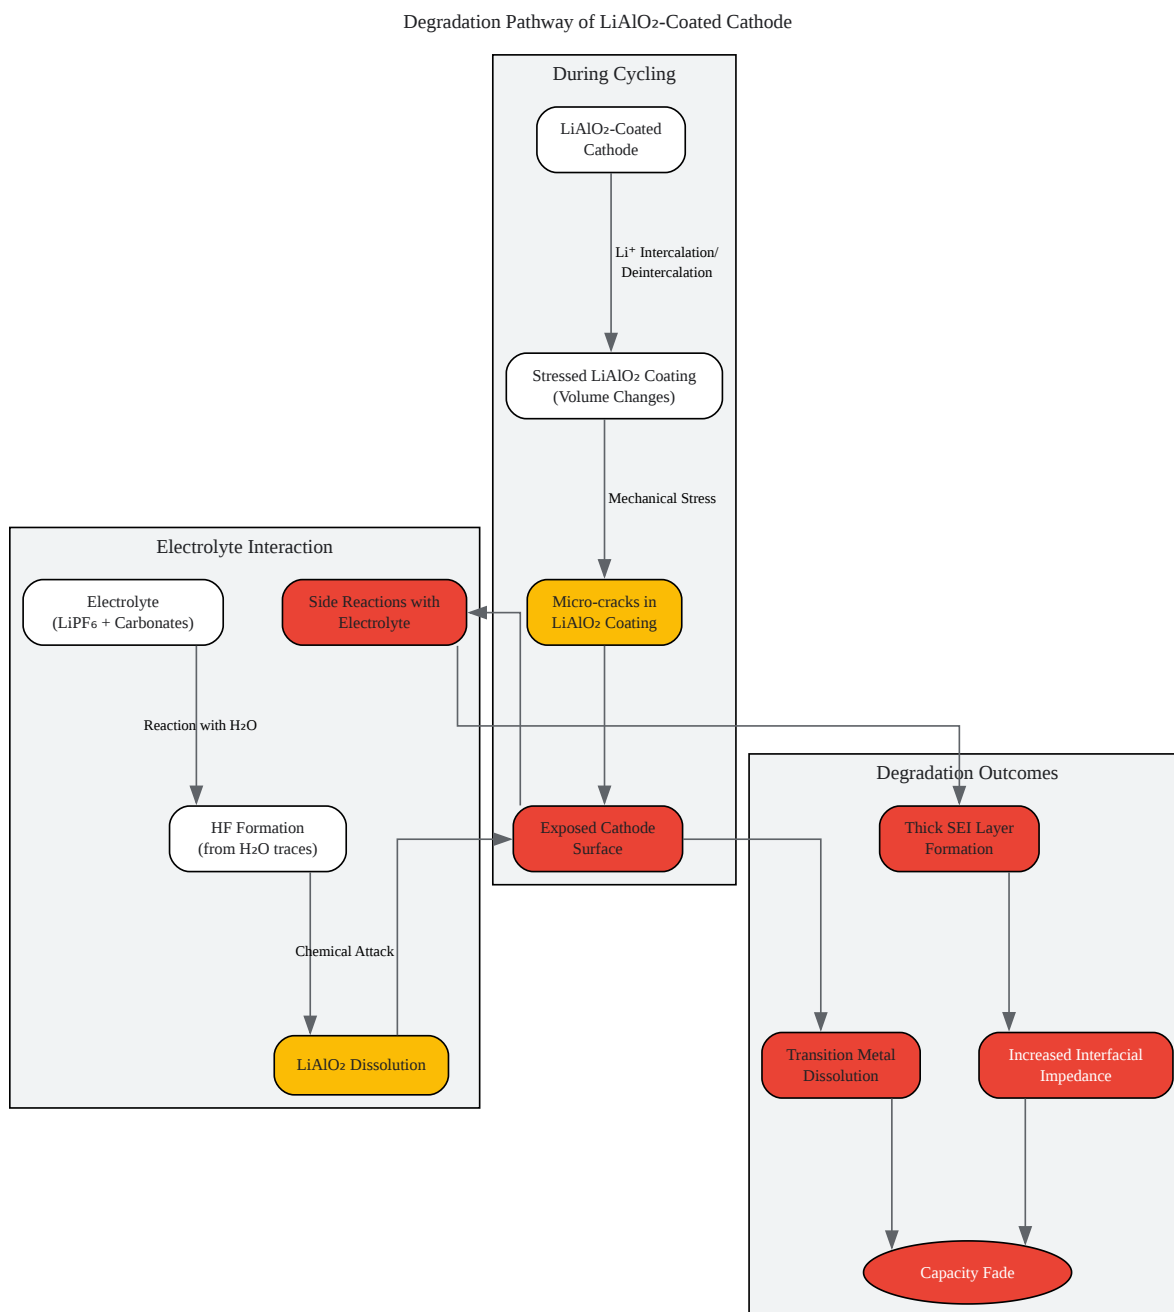 Degradation Pathway of LiAlO₂-Coated Cathode
During Cycling
LiAlO₂-Coated
Cathode
Li⁺ Intercalation/
Deintercalation
Stressed LiAlO₂ Coating
(Volume Changes)
Mechanical Stress
Micro-cracks in
LiAlO₂ Coating
Exposed Cathode
Surface
Electrolyte Interaction
Electrolyte
(LiPF₆ + Carbonates)
Side Reactions with
Electrolyte
Reaction with H₂O
HF Formation
(from H₂O traces)
Chemical Attack
LiAlO₂ Dissolution
Degradation Outcomes
Thick SEI Layer
Formation
Transition Metal
Dissolution
Increased Interfacial
Impedance
Capacity Fade